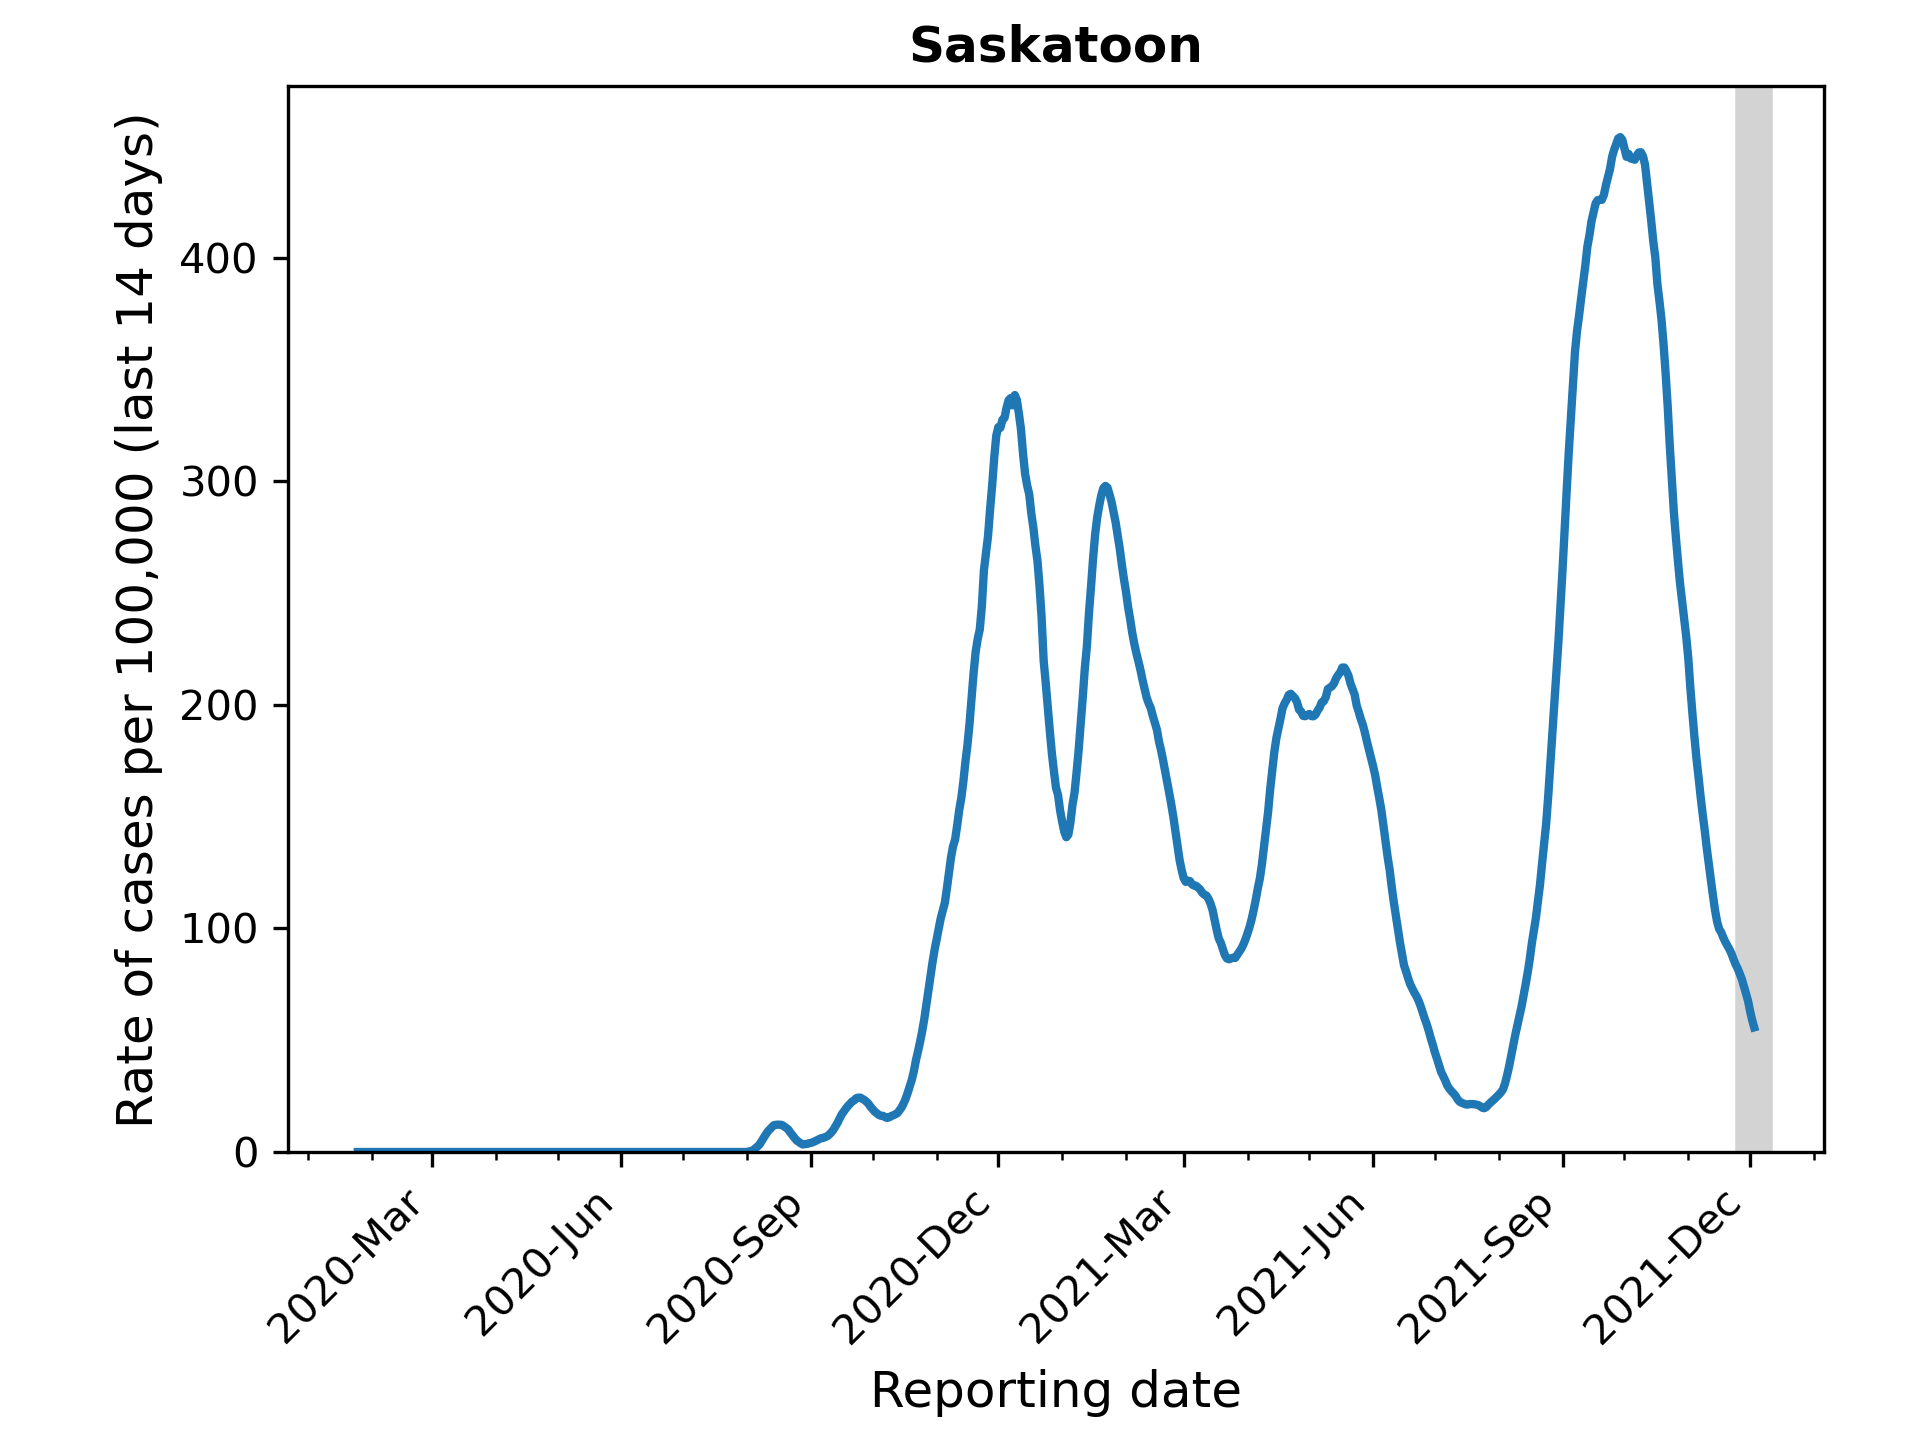 Saskatoon
Rate of cases per 100,000 (last 14 days)
400
300
200
100
0
2020-Mar
2020-Jun
2020-Sep
2020-Dec
2021-Mar
2021-Jun
2021-Sep
2021-Dec
Reporting date